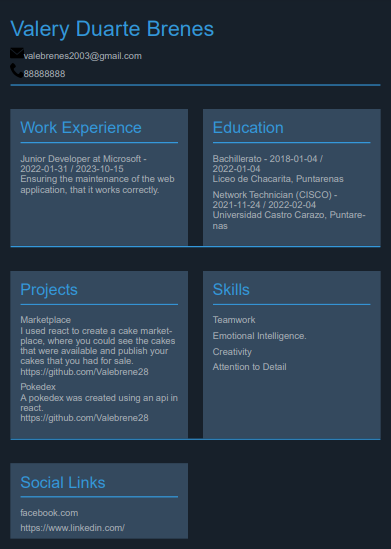 Valery Duarte Brenes
valebrenes2003@gmail.com
88888888
Work Experience
Junior Developer at Microsoft -
2022-01-31 / 2023-10-15
Ensuring the maintenance of the web
application, that it works correctly.
Education
Bachillerato - 2018-01-04 /
2022-01-04
Liceo de Chacarita, Puntarenas
Network Technician (CISCO) -
2021-11-24 / 2022-02-04
Universidad Castro Carazo, Puntare-
nas
Projects
Marketplace
I used react to create a cake market-
place, where you could see the cakes
that were available and publish your
cakes that you had for sale.
https://github.com/Valebrene28
Pokedex
A pokedex was created using an api in
react.
https://github.com/Valebrene28
Skills
Teamwork
Emotional Intelligence.
Creativity
Attention to Detail
Social Links
facebook.com
https://www.linkedin.com/